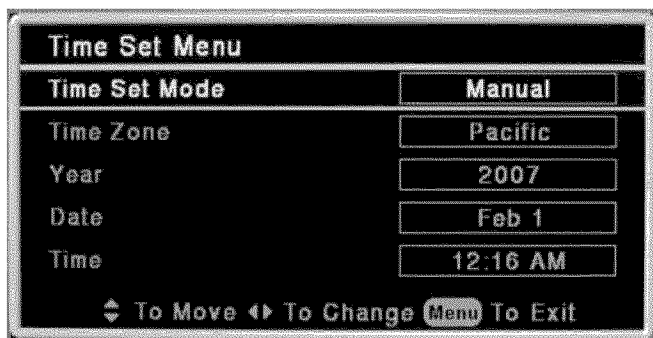 Time Set Menu
Time Set Mode Manual
Time Zone Pacific
Year 2007
Date Feb 1
Time 12:16 AM
To Move To Change Menu To Exit